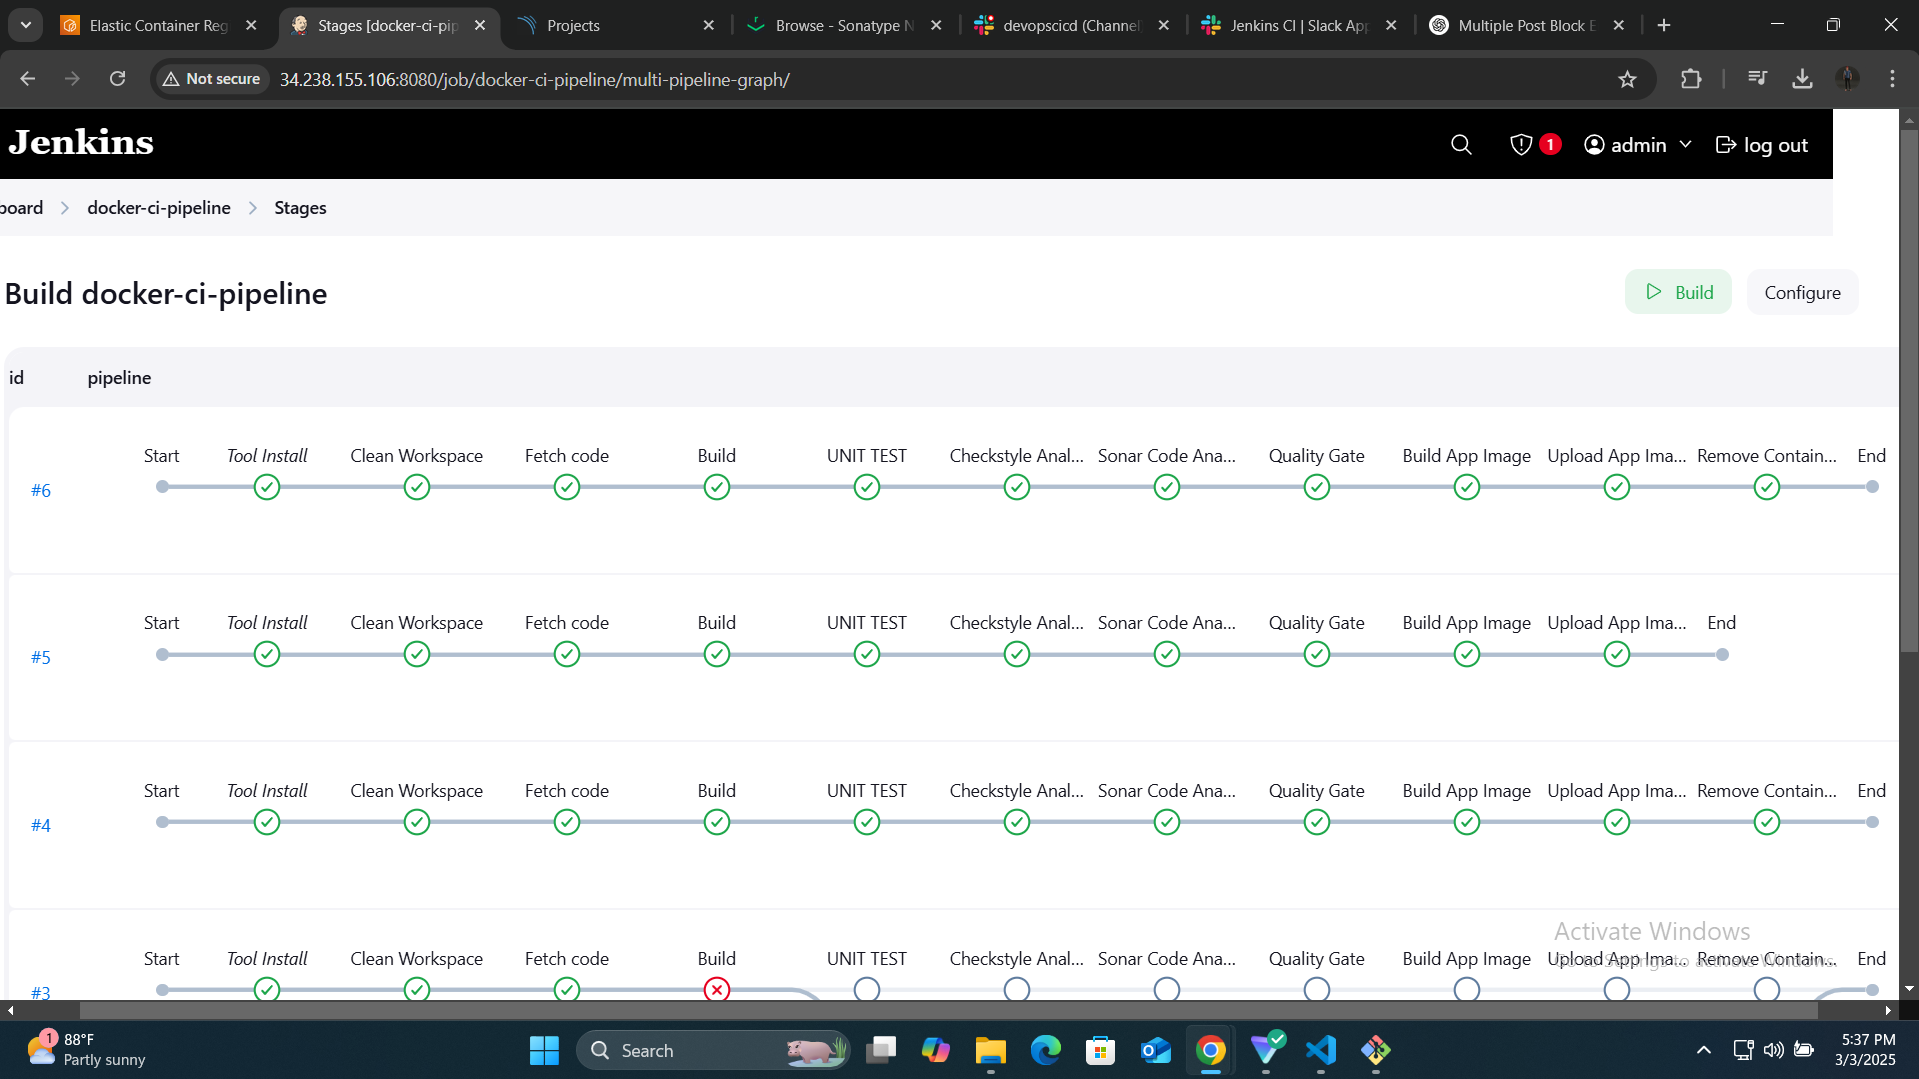 Elastic Container Reg
Stages [docker-ci-pip
Projects
Browse - Sonatype N
devopscicd (Channel
Jenkins CI | Slack App
Multiple Post Block E
Not secure
34.238.155.106:8080/job/docker-ci-pipeline/multi-pipeline-graph/
Jenkins
1
admin
log out
board
docker-ci-pipeline
Stages
Build docker-ci-pipeline
Build
Configure
id
pipeline
Start Tool Install Clean Workspace Fetch code Build UNIT TEST Checkstyle Anal... Sonar Code Ana... Quality Gate Build App Image Upload App Ima... Remove Contain... End
#6
Start Tool Install Clean Workspace Fetch code Build UNIT TEST Checkstyle Anal... Sonar Code Ana... Quality Gate Build App Image Upload App Ima... End
#5
Start Tool Install Clean Workspace Fetch code Build UNIT TEST Checkstyle Anal... Sonar Code Ana... Quality Gate Build App Image Upload App Ima... Remove Contain... End
#4
Activate Windows
Go to Settings to activate Windows.
Start Tool Install Clean Workspace Fetch code Build UNIT TEST Checkstyle Anal... Sonar Code Ana... Quality Gate Build App Image Upload App Ima... Remove Contain... End
#3
1
88°F
Partly sunny
Search
5:37 PM
3/3/2025